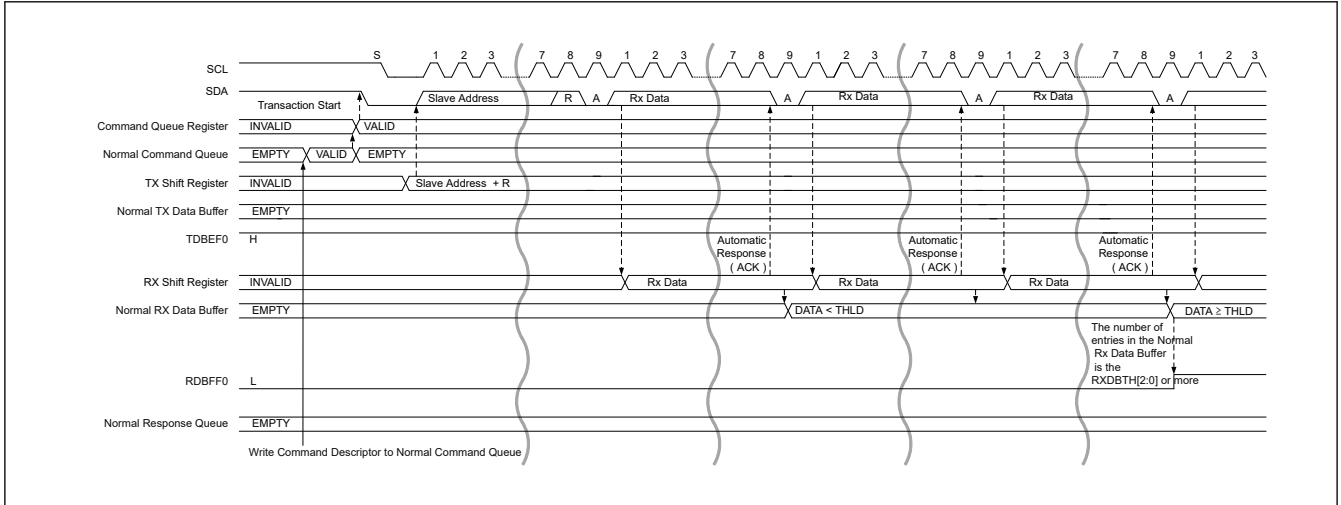 S 1 2 3 7 8 9 1 2 3 7 8 9 1 2 3 7 8 9 1 2 3 7 8 9 1 2 3
SCL
SDA Slave Address R A Rx Data A Rx Data A Rx Data A
Transaction Start
Command Queue Register INVALID VALID
Normal Command Queue EMPTY VALID EMPTY
TX Shift Register INVALID Slave Address + R
Normal TX Data Buffer EMPTY
TDBEF0 H
Automatic Response ( ACK )
Automatic Response ( ACK )
Automatic Response ( ACK )
RX Shift Register INVALID Rx Data Rx Data Rx Data
Normal RX Data Buffer EMPTY DATA < THLD DATA ≥ THLD
The number of
entries in the Normal
Rx Data Buffer
is the
RXDBTH[2:0] or more
RDBFF0 L
Normal Response Queue EMPTY
Write Command Descriptor to Normal Command Queue